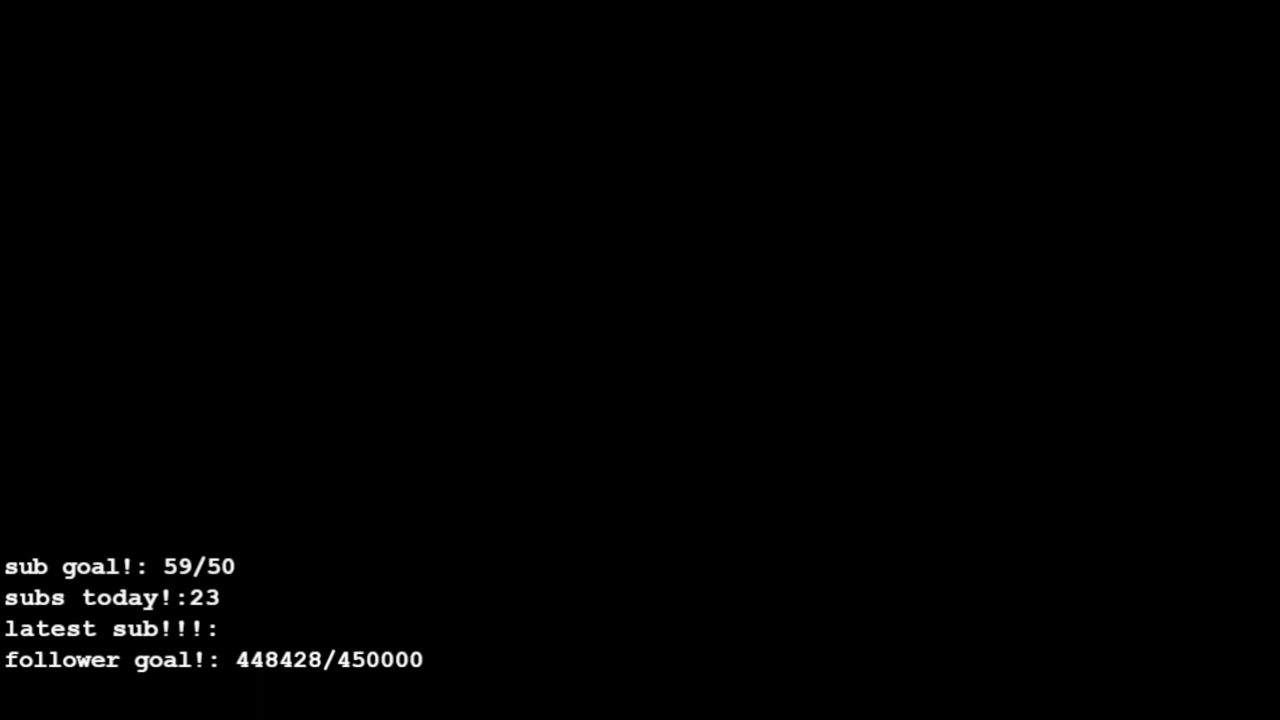 sub goal!: 59/50
subs today!:23
latest sub!!!:
follower goal!: 448428/450000